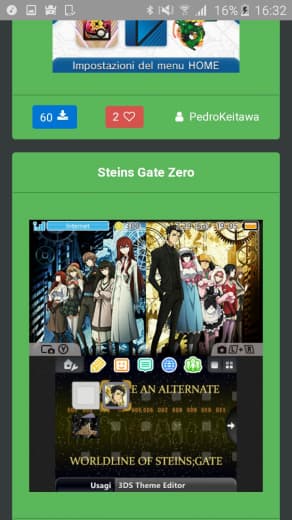 16% 16:32
Impostazioni del menu HOME
60
2
PedroKeitawa
Steins Gate Zero
Internet
Y
L+R
AN ALTERNATE
WORLDLINE OF STEINS;GATE
Usagi 3DS Theme Editor